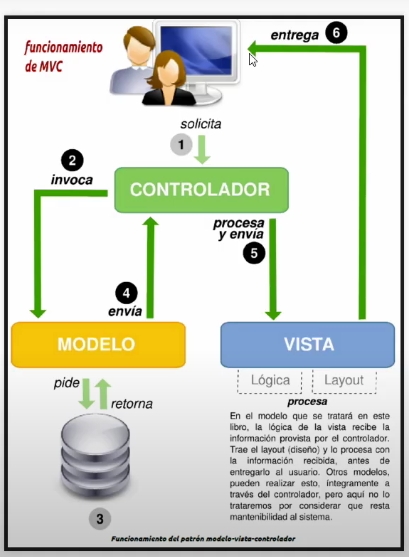 funcionamiento
de MVC
entrega 6
solicita
1
2
invoca
CONTROLADOR
procesa
y envía
5
4
envía
MODELO
VISTA
Lógica
Layout
pide
retorna
procesa
3
En el modelo que se tratará en este
libro, la lógica de la vista recibe la
información provista por el controlador.
Trae el layout (diseño) y lo procesa con
la información recibida, antes de
entregarlo al usuario. Otros modelos,
pueden realizar esto, íntegramente a
través del controlador, pero aquí no lo
trataremos por considerar que resta
mantenibilidad al sistema.
Funcionamiento del patrón modelo-vista-controlador